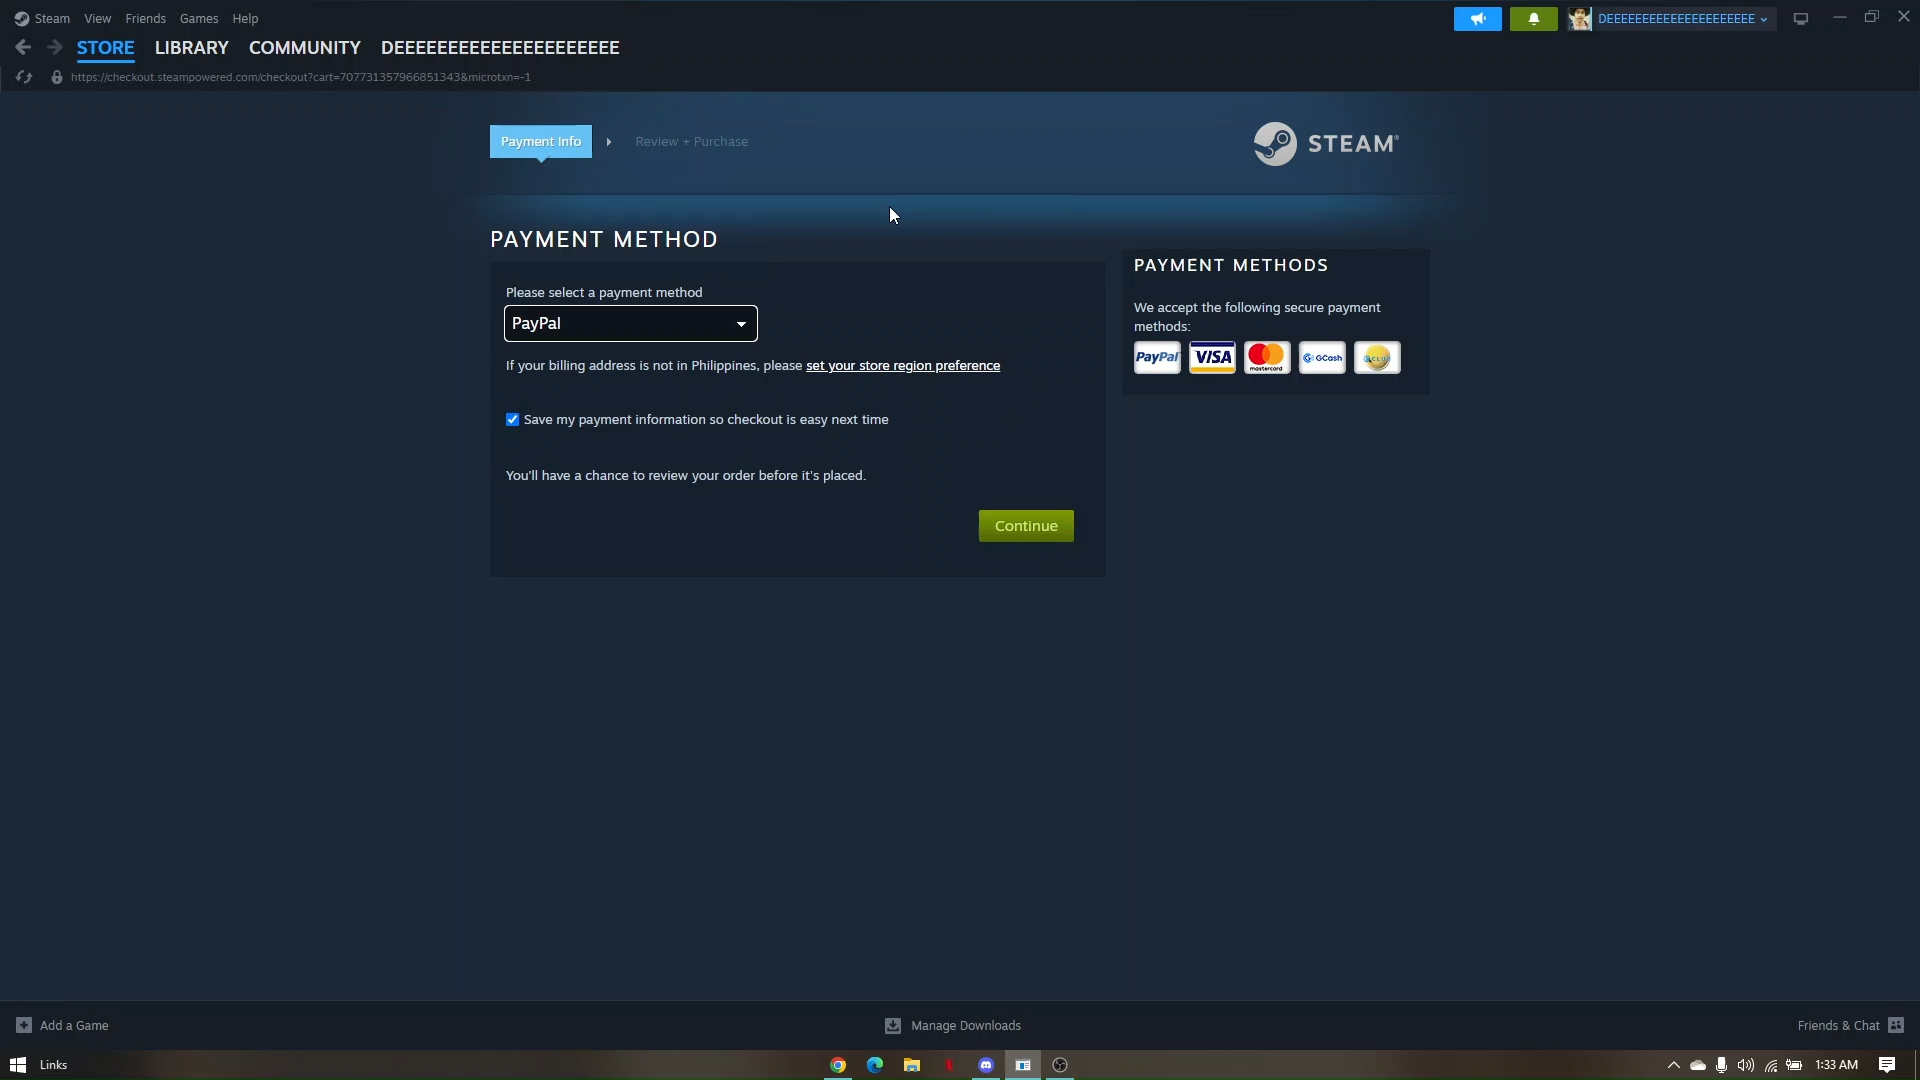 Steam View Friends Games Help
DEEEEEEEEEEEEEEEEEEEEE
STORE LIBRARY COMMUNITY DEEEEEEEEEEEEEEEEEEEEE
https://checkout.steampowered.com/checkout?cart=707731357966851343&microtxn=-1
Payment Info Review + Purchase
STEAM®
PAYMENT METHOD
Please select a payment method
PayPal
If your billing address is not in Philippines, please set your store region preference
Save my payment information so checkout is easy next time
You'll have a chance to review your order before it's placed.
Continue
PAYMENT METHODS
We accept the following secure payment
methods:
PayPal VISA mastercard GCash
Add a Game
Manage Downloads
Friends & Chat
Links
1:33 AM